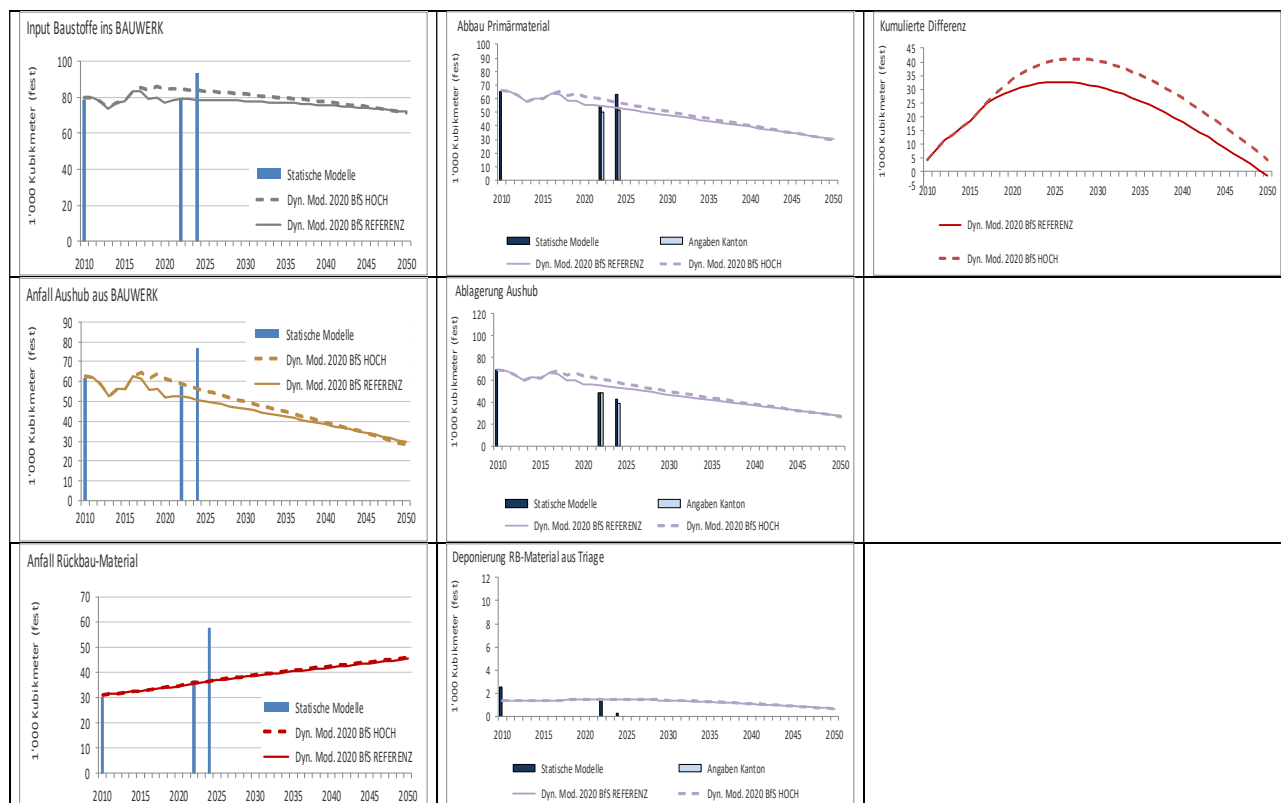 Input Baustoffe ins BAUWERK
1'000 Kubikmeter (fest)
100
80
60
40
20
0
Statische Modelle
Dyn. Mod. 2020 BfS HOCH
Dyn. Mod. 2020 BfS REFERENZ
2010 2015 2020 2025 2030 2035 2040 2045 2050
Abbau Primärmaterial
1'000 Kubikmeter (fest)
100
90
80
70
60
50
40
30
20
10
0
2010 2015 2020 2025 2030 2035 2040 2045 2050
Statische Modelle Angaben Kanton
Dyn. Mod. 2020 BfS REFERENZ Dyn. Mod. 2020 BfS HOCH
Kumulierte Differenz
1'000 Kubikmeter (fest)
45
40
35
30
25
20
15
10
5
0
-5
2010 2015 2020 2025 2030 2035 2040 2045 2050
Dyn. Mod. 2020 BfS REFERENZ
Dyn. Mod. 2020 BfS HOCH
Anfall Aushub aus BAUWERK
1'000 Kubikmeter (fest)
90
80
70
60
50
40
30
20
10
0
Statische Modelle
Dyn. Mod. 2020 BfS HOCH
Dyn. Mod. 2020 BfS REFERENZ
2010 2015 2020 2025 2030 2035 2040 2045 2050
Ablagerung Aushub
1'000 Kubikmeter (fest)
120
100
80
60
40
20
0
2010 2015 2020 2025 2030 2035 2040 2045 2050
Statische Modelle Angaben Kanton
Dyn. Mod. 2020 BfS REFERENZ Dyn. Mod. 2020 BfS HOCH
Anfall Rückbau-Material
1'000 Kubikmeter (fest)
70
60
50
40
30
20
10
0
Statische Modelle
Dyn. Mod. 2020 BfS HOCH
Dyn. Mod. 2020 BfS REFERENZ
2010 2015 2020 2025 2030 2035 2040 2045 2050
Deponierung RB-Material aus Triage
1'000 Kubikmeter (fest)
12
10
8
6
4
2
0
2010 2015 2020 2025 2030 2035 2040 2045 2050
Statische Modelle Angaben Kanton
Dyn. Mod. 2020 BfS REFERENZ Dyn. Mod. 2020 BfS HOCH